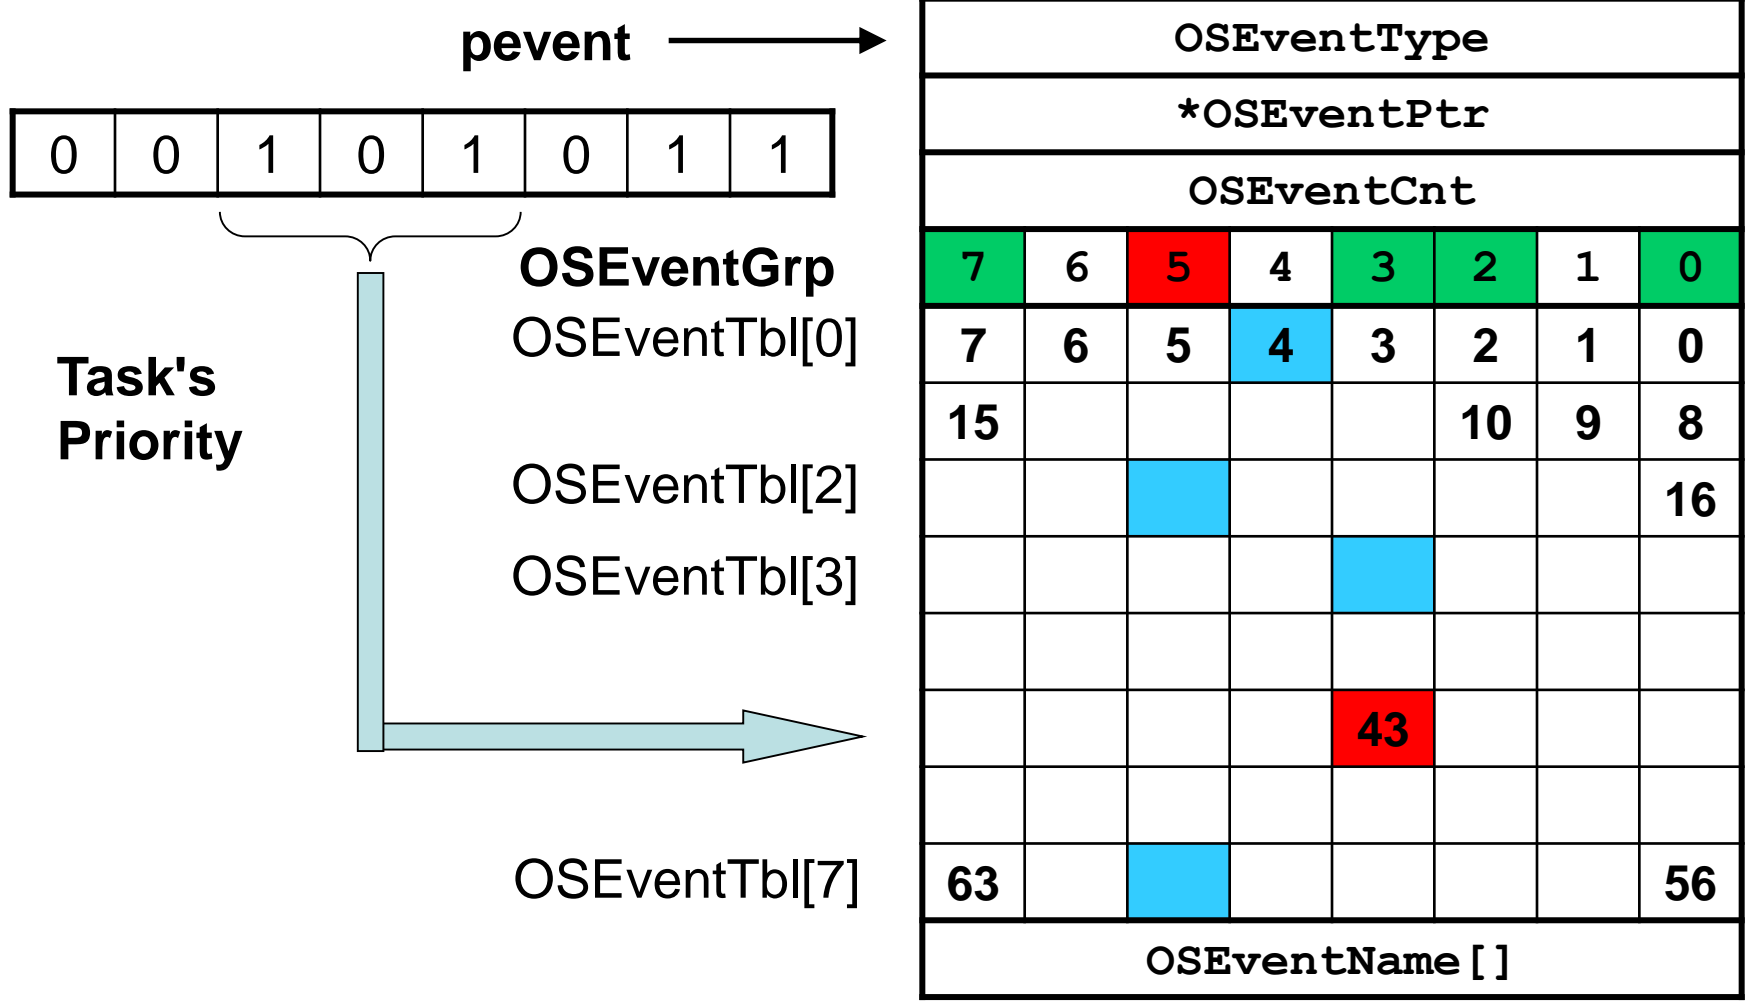 pevent
OSEventType
*OSEventPtr
0 0 1 0 1 0 1 1
OSEventCnt
OSEventGrp
7 6 5 4 3 2 1 0
OSEventTbl[0]
7 6 5 4 3 2 1 0
Task's
Priority
15 10 9 8
OSEventTbl[2]
16
OSEventTbl[3]
43
OSEventTbl[7]
63 56
OSEventName[]